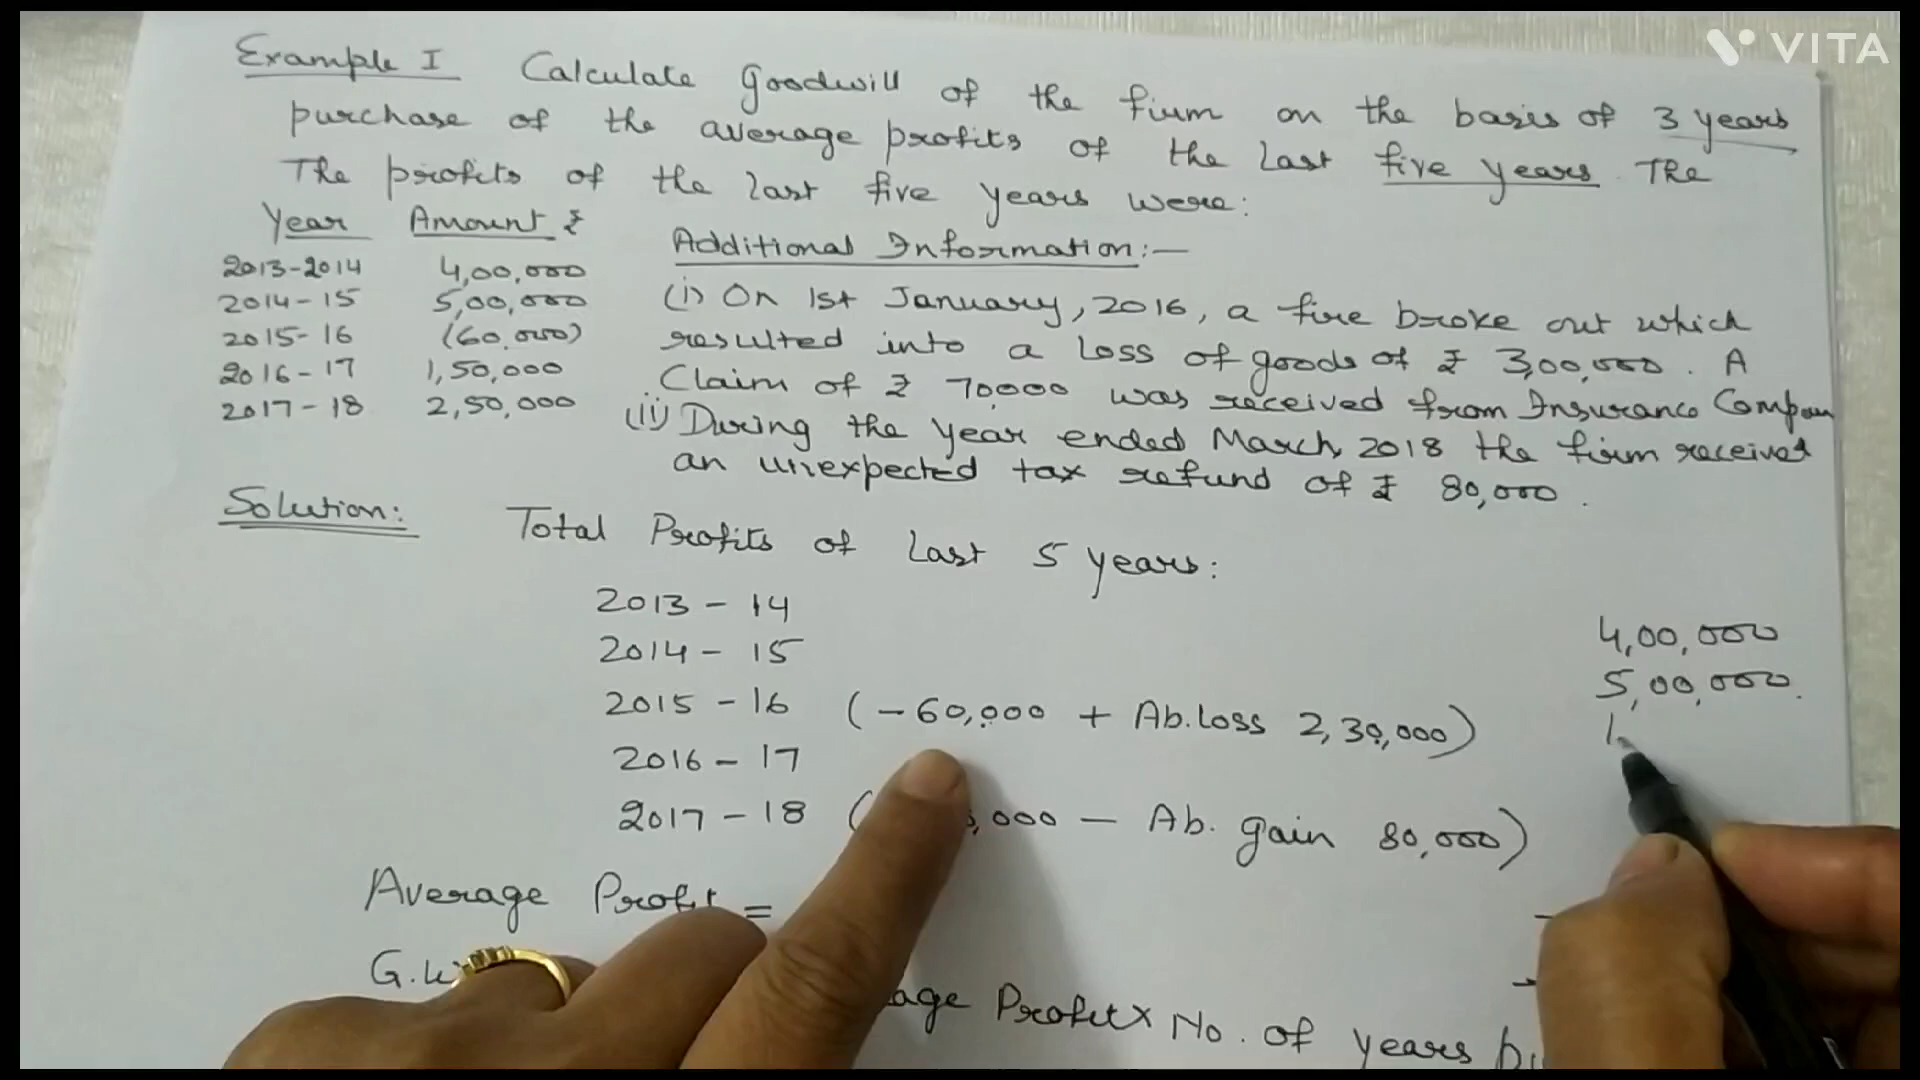 VITA
Example I Calculate Goodwill of the firm on the basis of 3 years
purchase of the average profits of the last five years. The
The profits of the last five years were:
Year Amount ₹
2013-2014 4,00,000
2014-15 5,00,000
2015-16 (60,000)
2016-17 1,50,000
2017-18 2,50,000
Additional Information:-
(i) On 1st January, 2016, a fire broke out which
resulted into a loss of goods of ₹ 3,00,000. A
Claim of ₹ 70,000 was received from Insurance
(ii) During the year ended March, 2018 the firm received
an unexpected tax refund of ₹ 80,000.
Solution: Total Profits of Last 5 years:
2013-14 4,00,000
2014-15 5,00,000
2015-16 (-60,000 + Ab. Loss 2,30,000) 1
2016-17
2017-18 ( ,000 - Ab. gain 80,000)
Average Profit =
Profit x No. of years